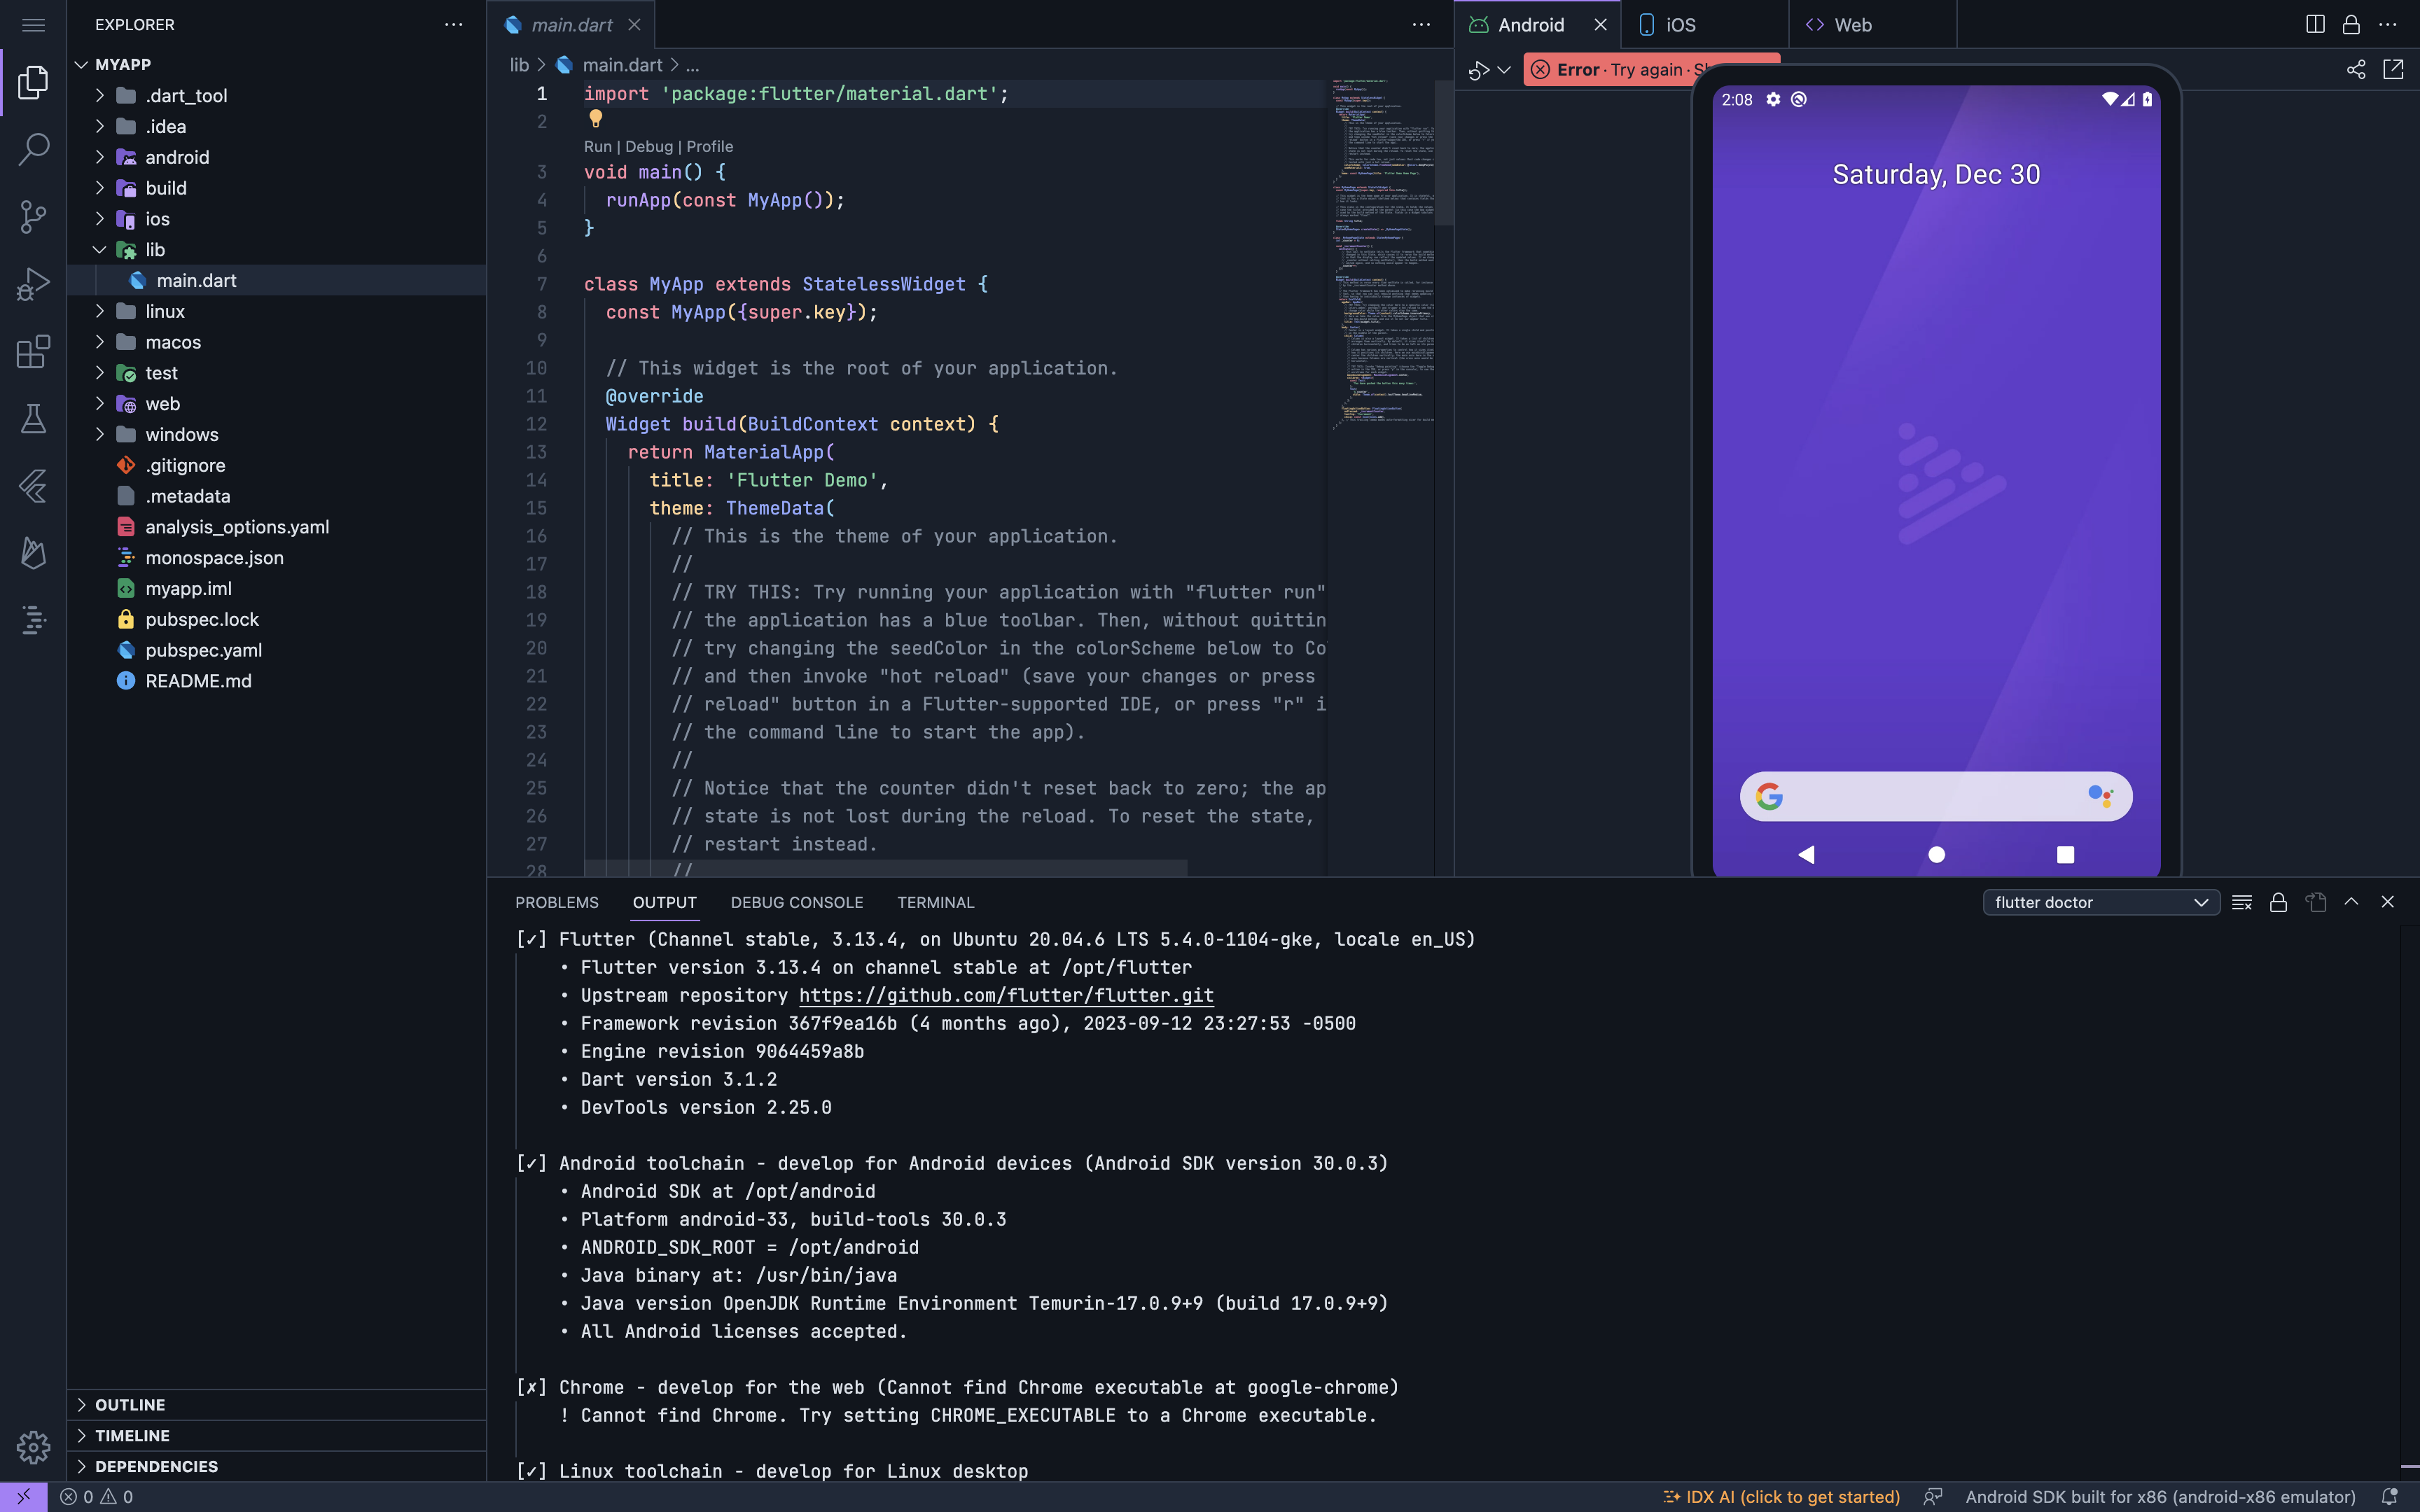 EXPLORER
MYAPP
.dart_tool
.idea
android
build
ios
lib
main.dart
linux
macos
test
web
windows
.gitignore
.metadata
analysis_options.yaml
monospace.json
myapp.iml
pubspec.lock
pubspec.yaml
README.md
OUTLINE
TIMELINE
DEPENDENCIES
main.dart
lib > main.dart > ...
1 import 'package:flutter/material.dart';
2
Run | Debug | Profile
3 void main() {
4 runApp(const MyApp());
5 }
6
7 class MyApp extends StatelessWidget {
8 const MyApp({super.key});
9
10 // This widget is the root of your application.
11 @override
12 Widget build(BuildContext context) {
13 return MaterialApp(
14 title: 'Flutter Demo',
15 theme: ThemeData(
16 // This is the theme of your application.
17 //
18 // TRY THIS: Try running your application with "flutter run"
19 // the application has a blue toolbar. Then, without quittin
20 // try changing the seedColor in the colorScheme below to Co
21 // and then invoke "hot reload" (save your changes or press
22 // reload" button in a Flutter-supported IDE, or press "r" i
23 // the command line to start the app).
24 //
25 // Notice that the counter didn't reset back to zero; the ap
26 // state is not lost during the reload. To reset the state,
27 // restart instead.
28 //
Android
iOS
Web
Error · Try again ·
2:08
Saturday, Dec 30
PROBLEMS OUTPUT DEBUG CONSOLE TERMINAL
flutter doctor
[✓] Flutter (Channel stable, 3.13.4, on Ubuntu 20.04.6 LTS 5.4.0-1104-gke, locale en_US)
• Flutter version 3.13.4 on channel stable at /opt/flutter
• Upstream repository https://github.com/flutter/flutter.git
• Framework revision 367f9ea16b (4 months ago), 2023-09-12 23:27:53 -0500
• Engine revision 9064459a8b
• Dart version 3.1.2
• DevTools version 2.25.0
[✓] Android toolchain - develop for Android devices (Android SDK version 30.0.3)
• Android SDK at /opt/android
• Platform android-33, build-tools 30.0.3
• ANDROID_SDK_ROOT = /opt/android
• Java binary at: /usr/bin/java
• Java version OpenJDK Runtime Environment Temurin-17.0.9+9 (build 17.0.9+9)
• All Android licenses accepted.
[✗] Chrome - develop for the web (Cannot find Chrome executable at google-chrome)
! Cannot find Chrome. Try setting CHROME_EXECUTABLE to a Chrome executable.
[✓] Linux toolchain - develop for Linux desktop
0 0
IDX AI (click to get started)
Android SDK built for x86 (android-x86 emulator)